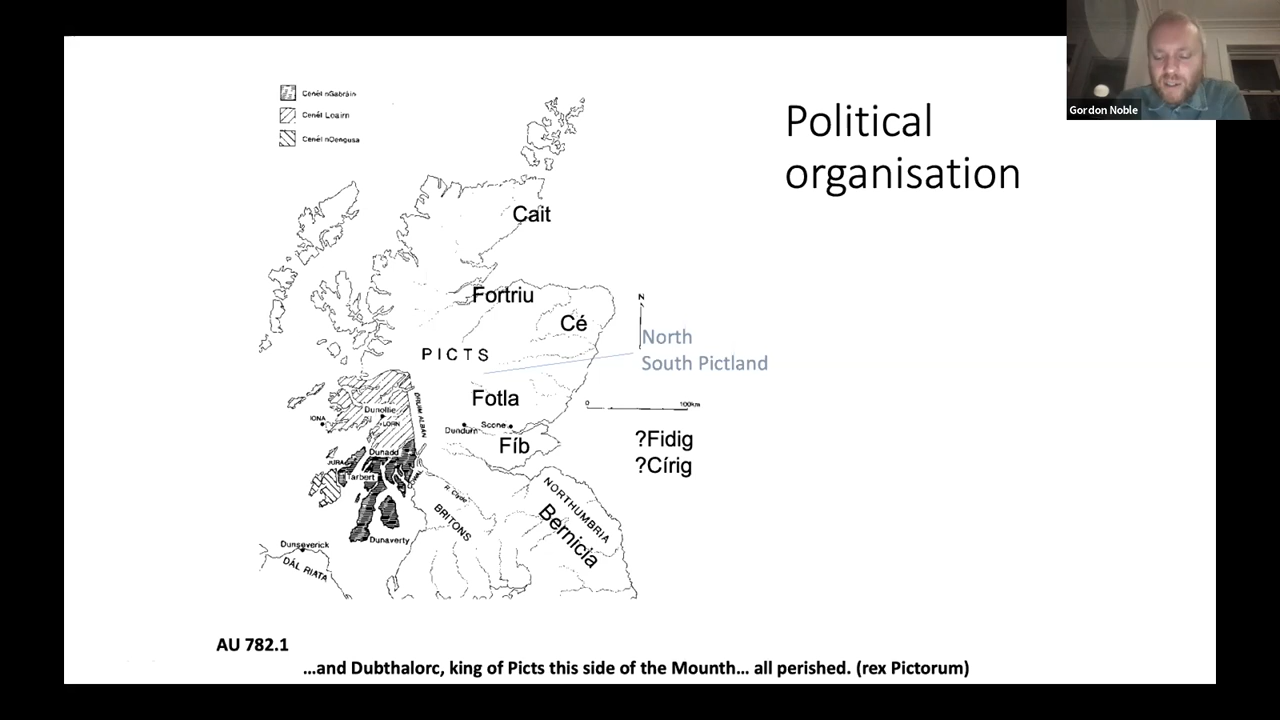 Gordon Noble
Political
organisation
Cenél nGabráin
Cenél Loairn
Cenél nOengusa
Cait
Fortriu
Cé
N
North
South Pictland
PICTS
Fotla
0 100km
Dunollie
IONA
LORN
DRUIM ALBAN
Scone
Dundurn
Fíb
?Fidig
?Círig
Dunadd
JURA
Tarbert
COWAL
R Clyde
BRITONS
NORTHUMBRIA
Bernicia
Dunaverty
Dunseverick
DÁL RIATA
AU 782.1
…and Dubthalorc, king of Picts this side of the Mounth… all perished. (rex Pictorum)